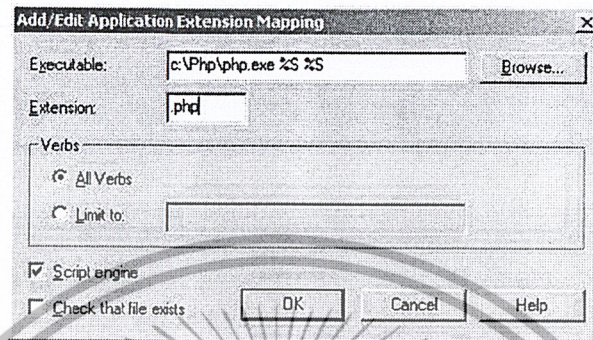 Add/Edit Application Extension Mapping
Executable: c:\Php\php.exe %S %S Browse...
Extension: .php
Verbs
All Verbs
Limit to:
Script engine
Check that file exists OK Cancel Help